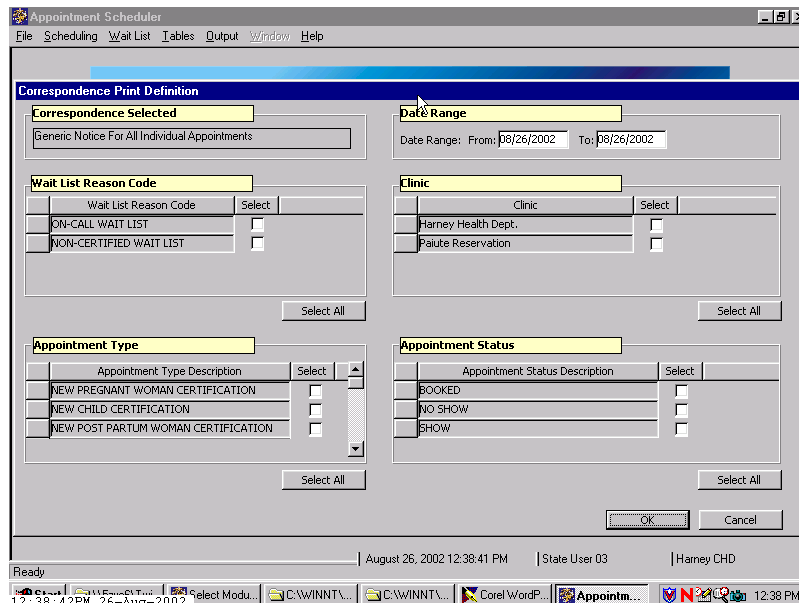 Appointment Scheduler
File Scheduling Wait List Tables Output Window Help
Correspondence Print Definition
Correspondence Selected
Generic Notice For All Individual Appointments
Date Range
Date Range: From: 08/26/2002 To: 08/26/2002
Wait List Reason Code
Wait List Reason Code Select
ON-CALL WAIT LIST
NON-CERTIFIED WAIT LIST
Select All
Clinic
Clinic Select
Harney Health Dept.
Paiute Reservation
Select All
Appointment Type
Appointment Type Description Select
NEW PREGNANT WOMAN CERTIFICATION
NEW CHILD CERTIFICATION
NEW POST PARTUM WOMAN CERTIFICATION
Select All
Appointment Status
Appointment Status Description Select
BOOKED
NO SHOW
SHOW
Select All
OK Cancel
August 26, 2002 12:38:41 PM State User 03 Harney CHD
Ready
Start Select Modu... C:\WINNT\... C:\WINNT\... Corel WordP... Appointm... N 12:38 PM
12:38:42PM 26-Aug-2002